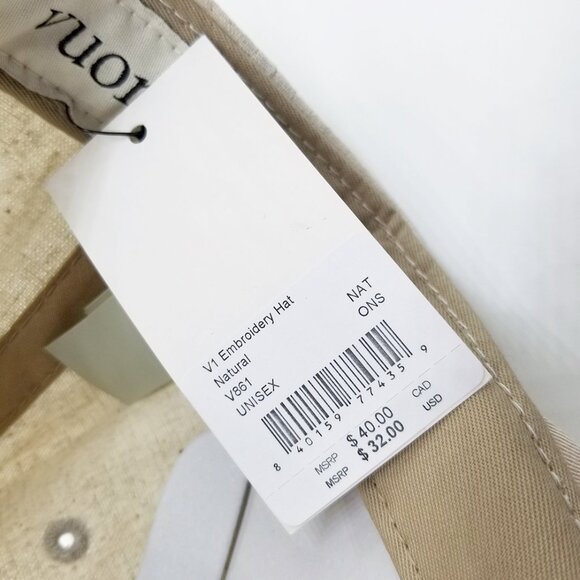 vuor
V1 Embroidery Hat
Natural
V861
UNISEX
NAT
ONS
8 40159 77435 9
MSRP $40.00 CAD
MSRP $32.00 USD